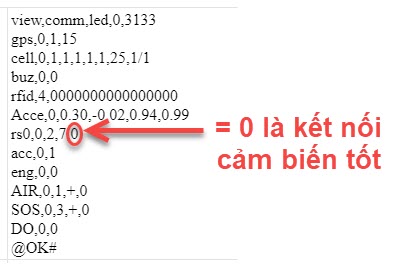 view,comm,led,0,3133
gps,0,1,15
cell,0,1,1,1,1,25,1/1
buz,0,0
rfid,4,0000000000000000
Acce,0,0.30,-0.02,0.94,0.99
rs0,0,2,7,0
= 0 là kết nối
cảm biến tốt
acc,0,1
eng,0,0
AIR,0,1,+,0
SOS,0,3,+,0
DO,0,0
@OK#